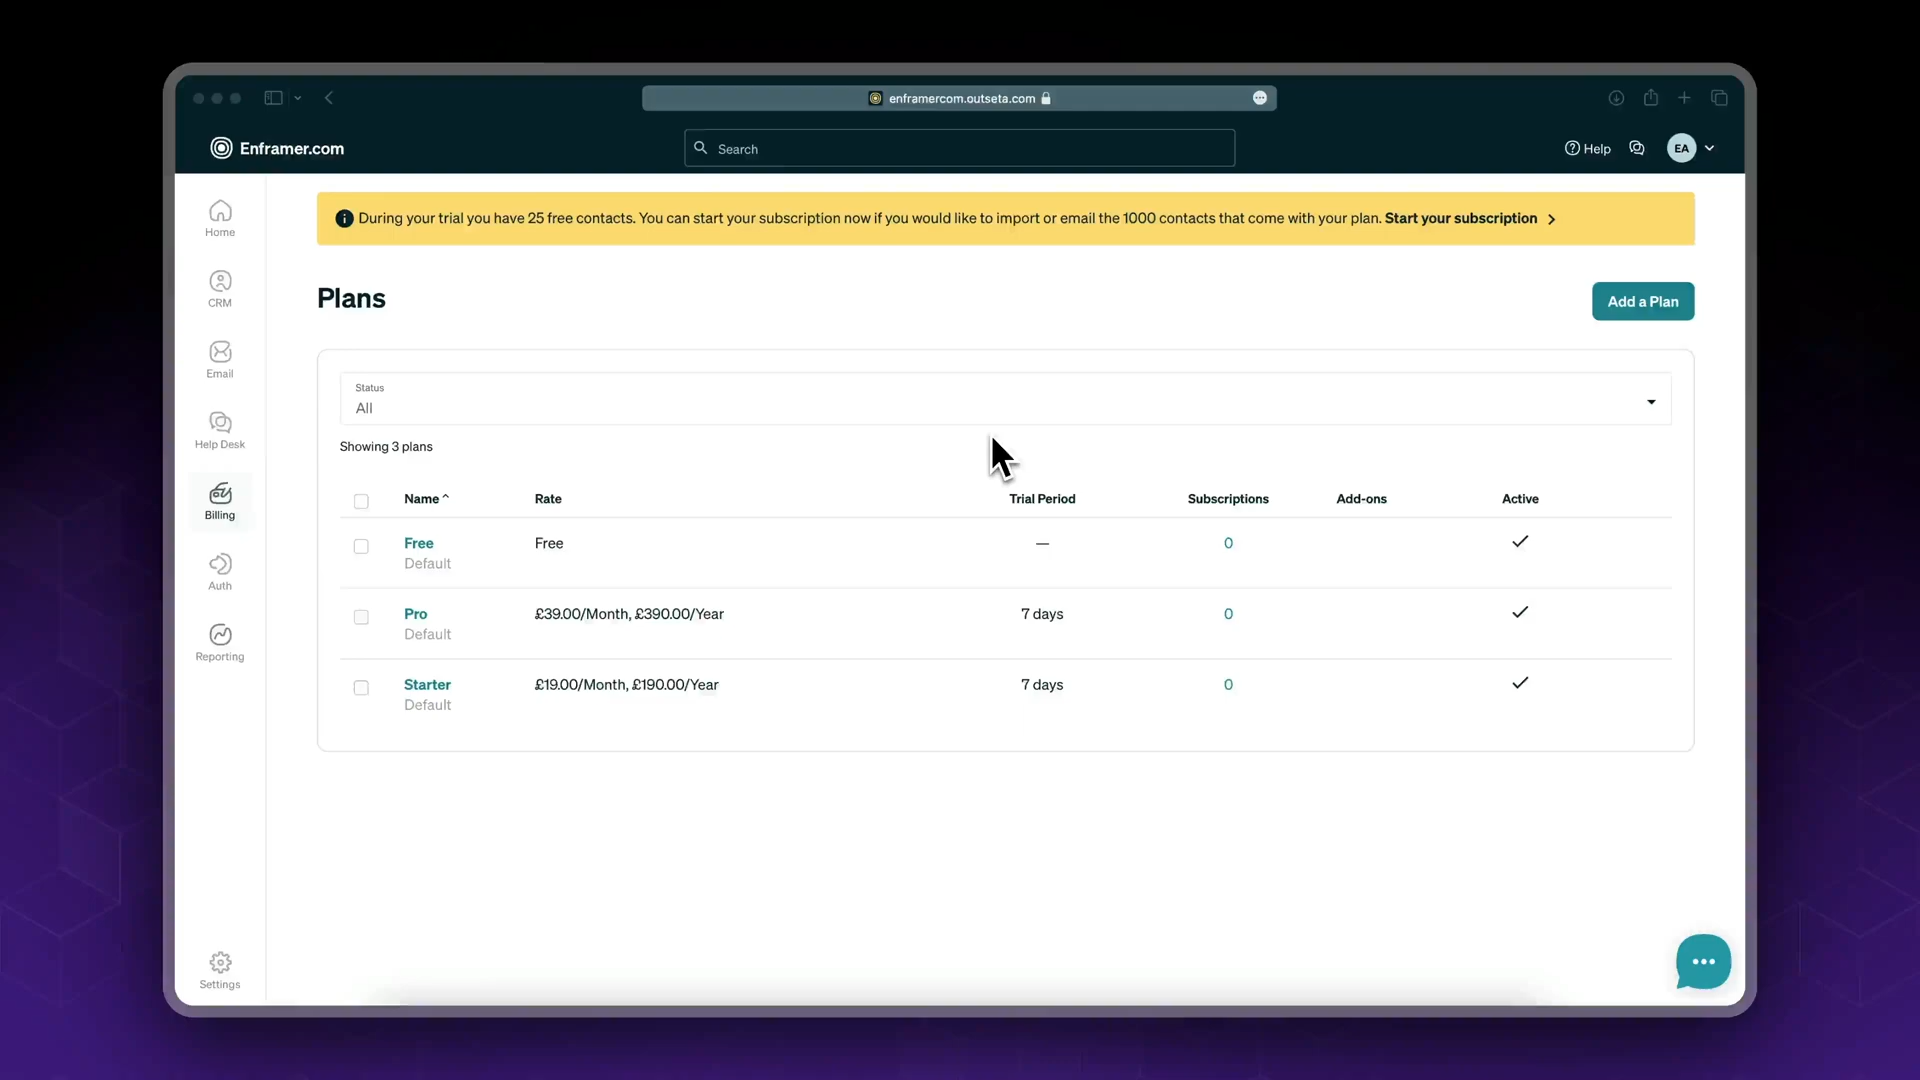 enframercom.outseta.com
Enframer.com
Search
Help
EA
Home
CRM
Email
Help Desk
Billing
Auth
Reporting
Settings
During your trial you have 25 free contacts. You can start your subscription now if you would like to import or email the 1000 contacts that come with your plan. Start your subscription
Plans
Add a Plan
Status
All
Showing 3 plans
Name Rate Trial Period Subscriptions Add-ons Active
Free Free — 0
Default
Pro £39.00/Month, £390.00/Year 7 days 0
Default
Starter £19.00/Month, £190.00/Year 7 days 0
Default